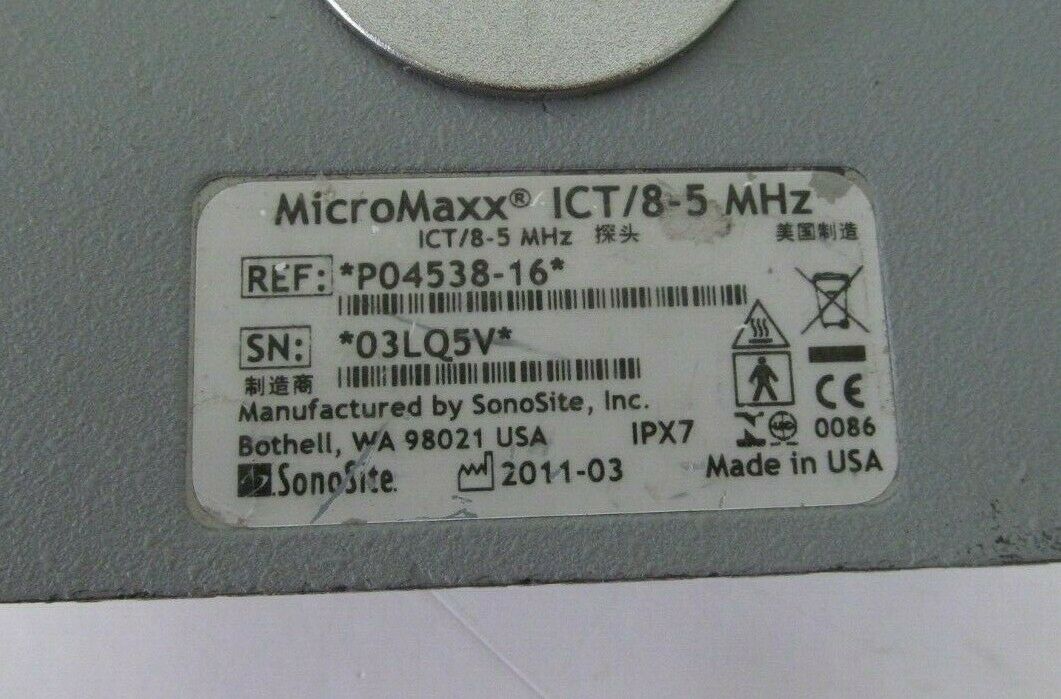 MicroMaxx® ICT/8-5 MHz
ICT/8-5 MHz 探头 美国制造
REF: *P04538-16*
SN: *03LQ5V*
制造商
Manufactured by SonoSite, Inc.
Bothell, WA 98021 USA IPX7
CE 0086
SonoSite 2011-03 Made in USA